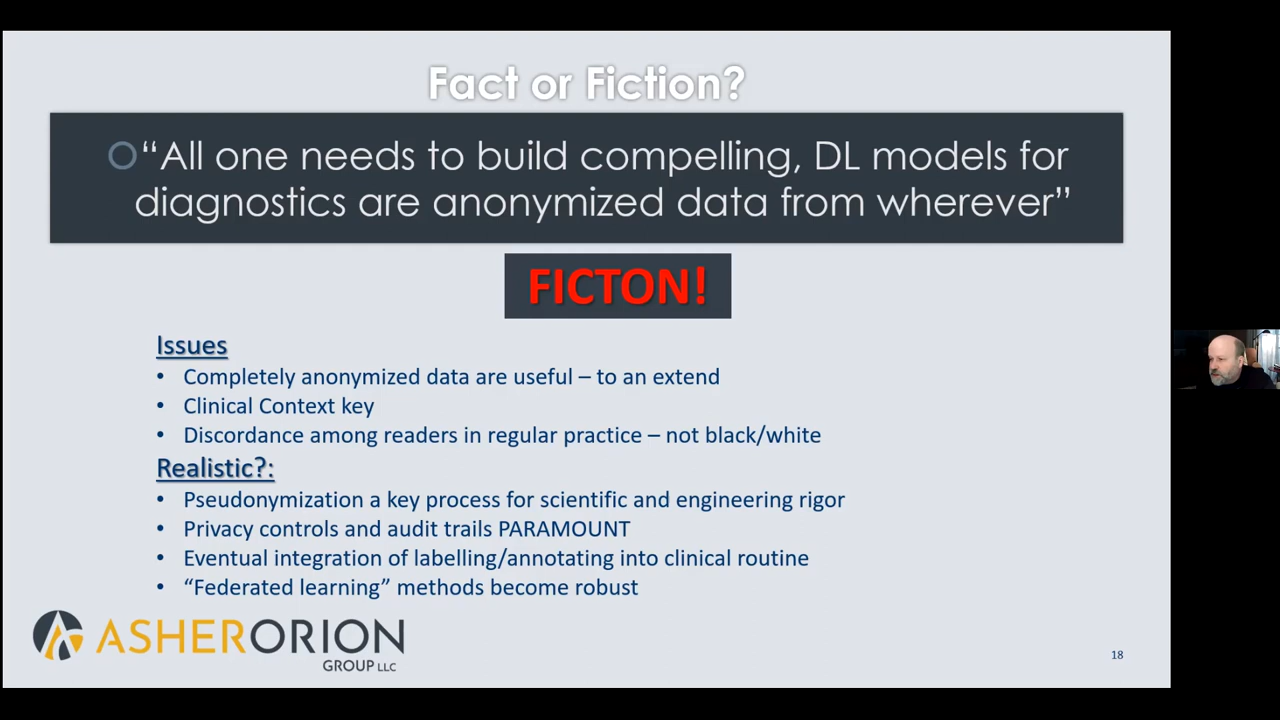 Fact or Fiction?
“All one needs to build compelling, DL models for
diagnostics are anonymized data from wherever”
FICTON!
Issues
• Completely anonymized data are useful – to an extend
• Clinical Context key
• Discordance among readers in regular practice – not black/white
Realistic?:
• Pseudonymization a key process for scientific and engineering rigor
• Privacy controls and audit trails PARAMOUNT
• Eventual integration of labelling/annotating into clinical routine
• “Federated learning” methods become robust
ASHERORION
GROUP LLC
18